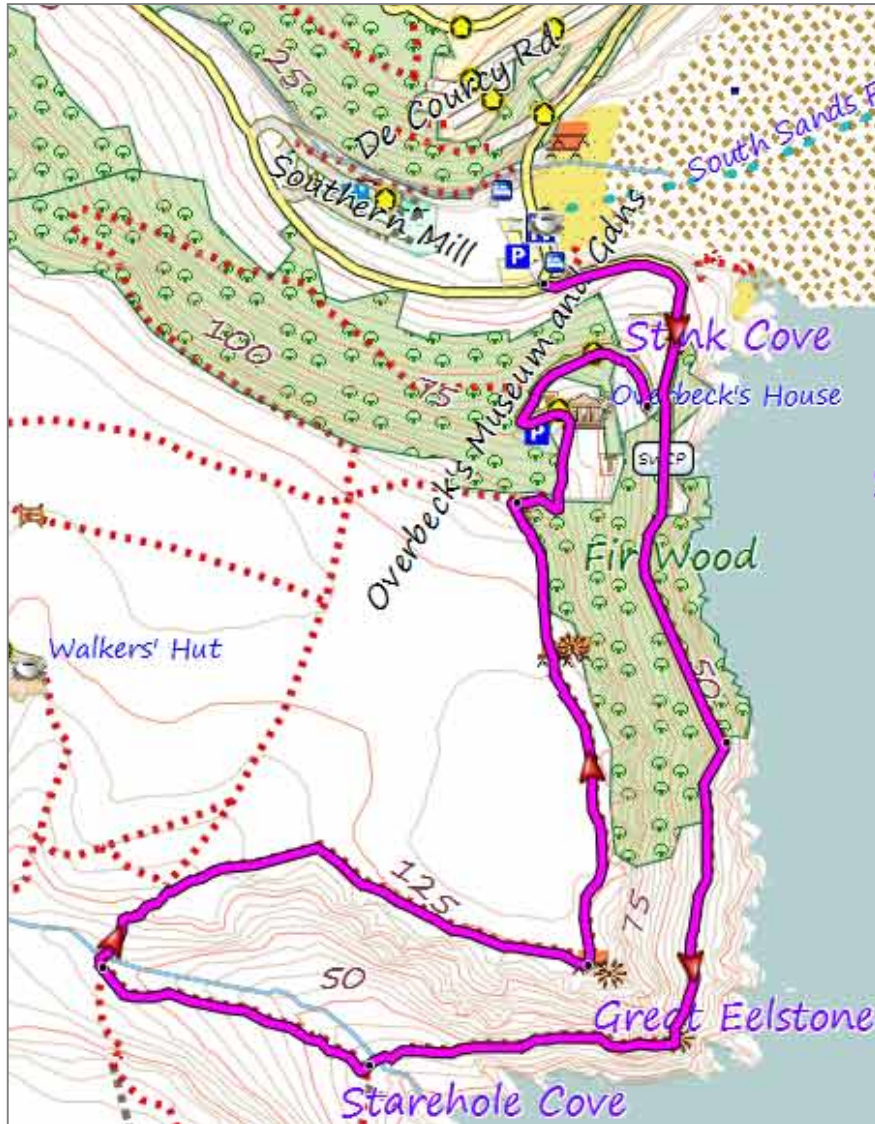 25
De Courcy Rd
South Sands F
Southern Mill
P
100
75
Stink Cove
Overbeck's House
P
Overbeck's Museum and Gdns
SWCP
Fir Wood
Walkers' Hut
50
125
75
50
Great Eelstone
Starehole Cove